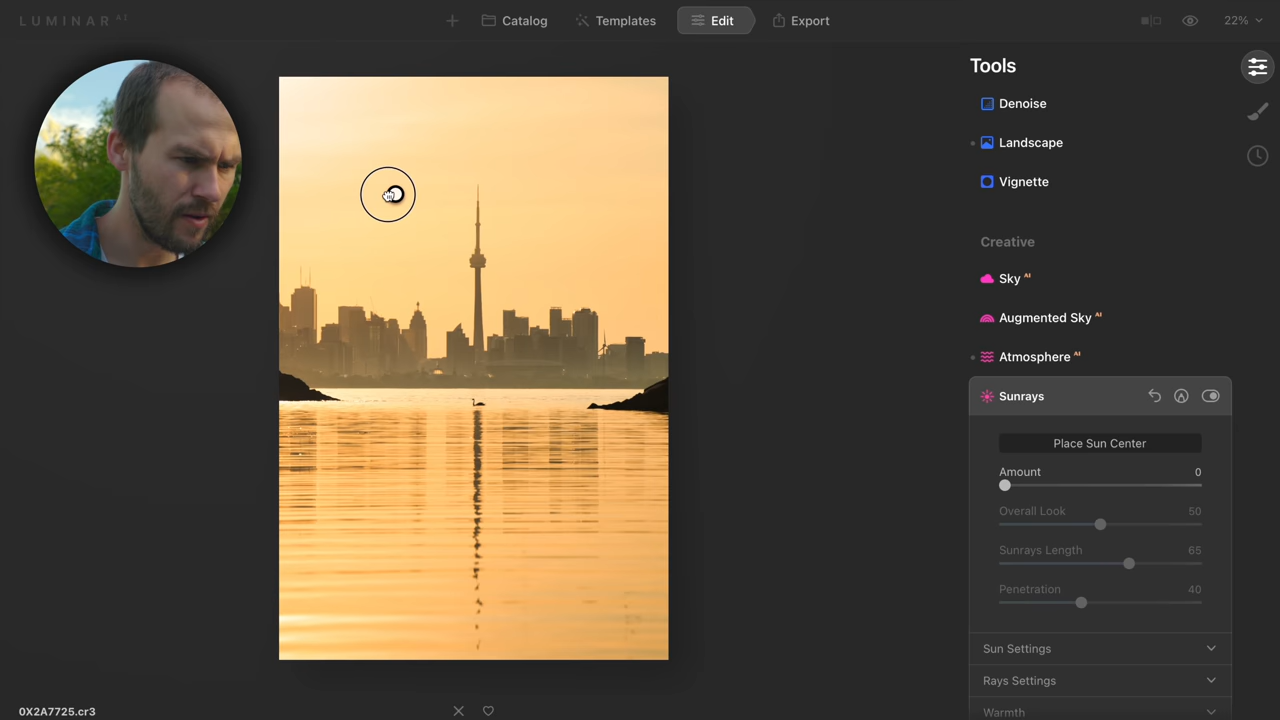 LUMINAR AI
Catalog
Templates
Edit
Export
22%
Tools
Denoise
Landscape
Vignette
Creative
Sky AI
Augmented Sky AI
Atmosphere AI
Sunrays
Place Sun Center
Amount 0
Overall Look 50
Sunrays Length 65
Penetration 40
Sun Settings
Rays Settings
Warmth
0X2A7725.cr3